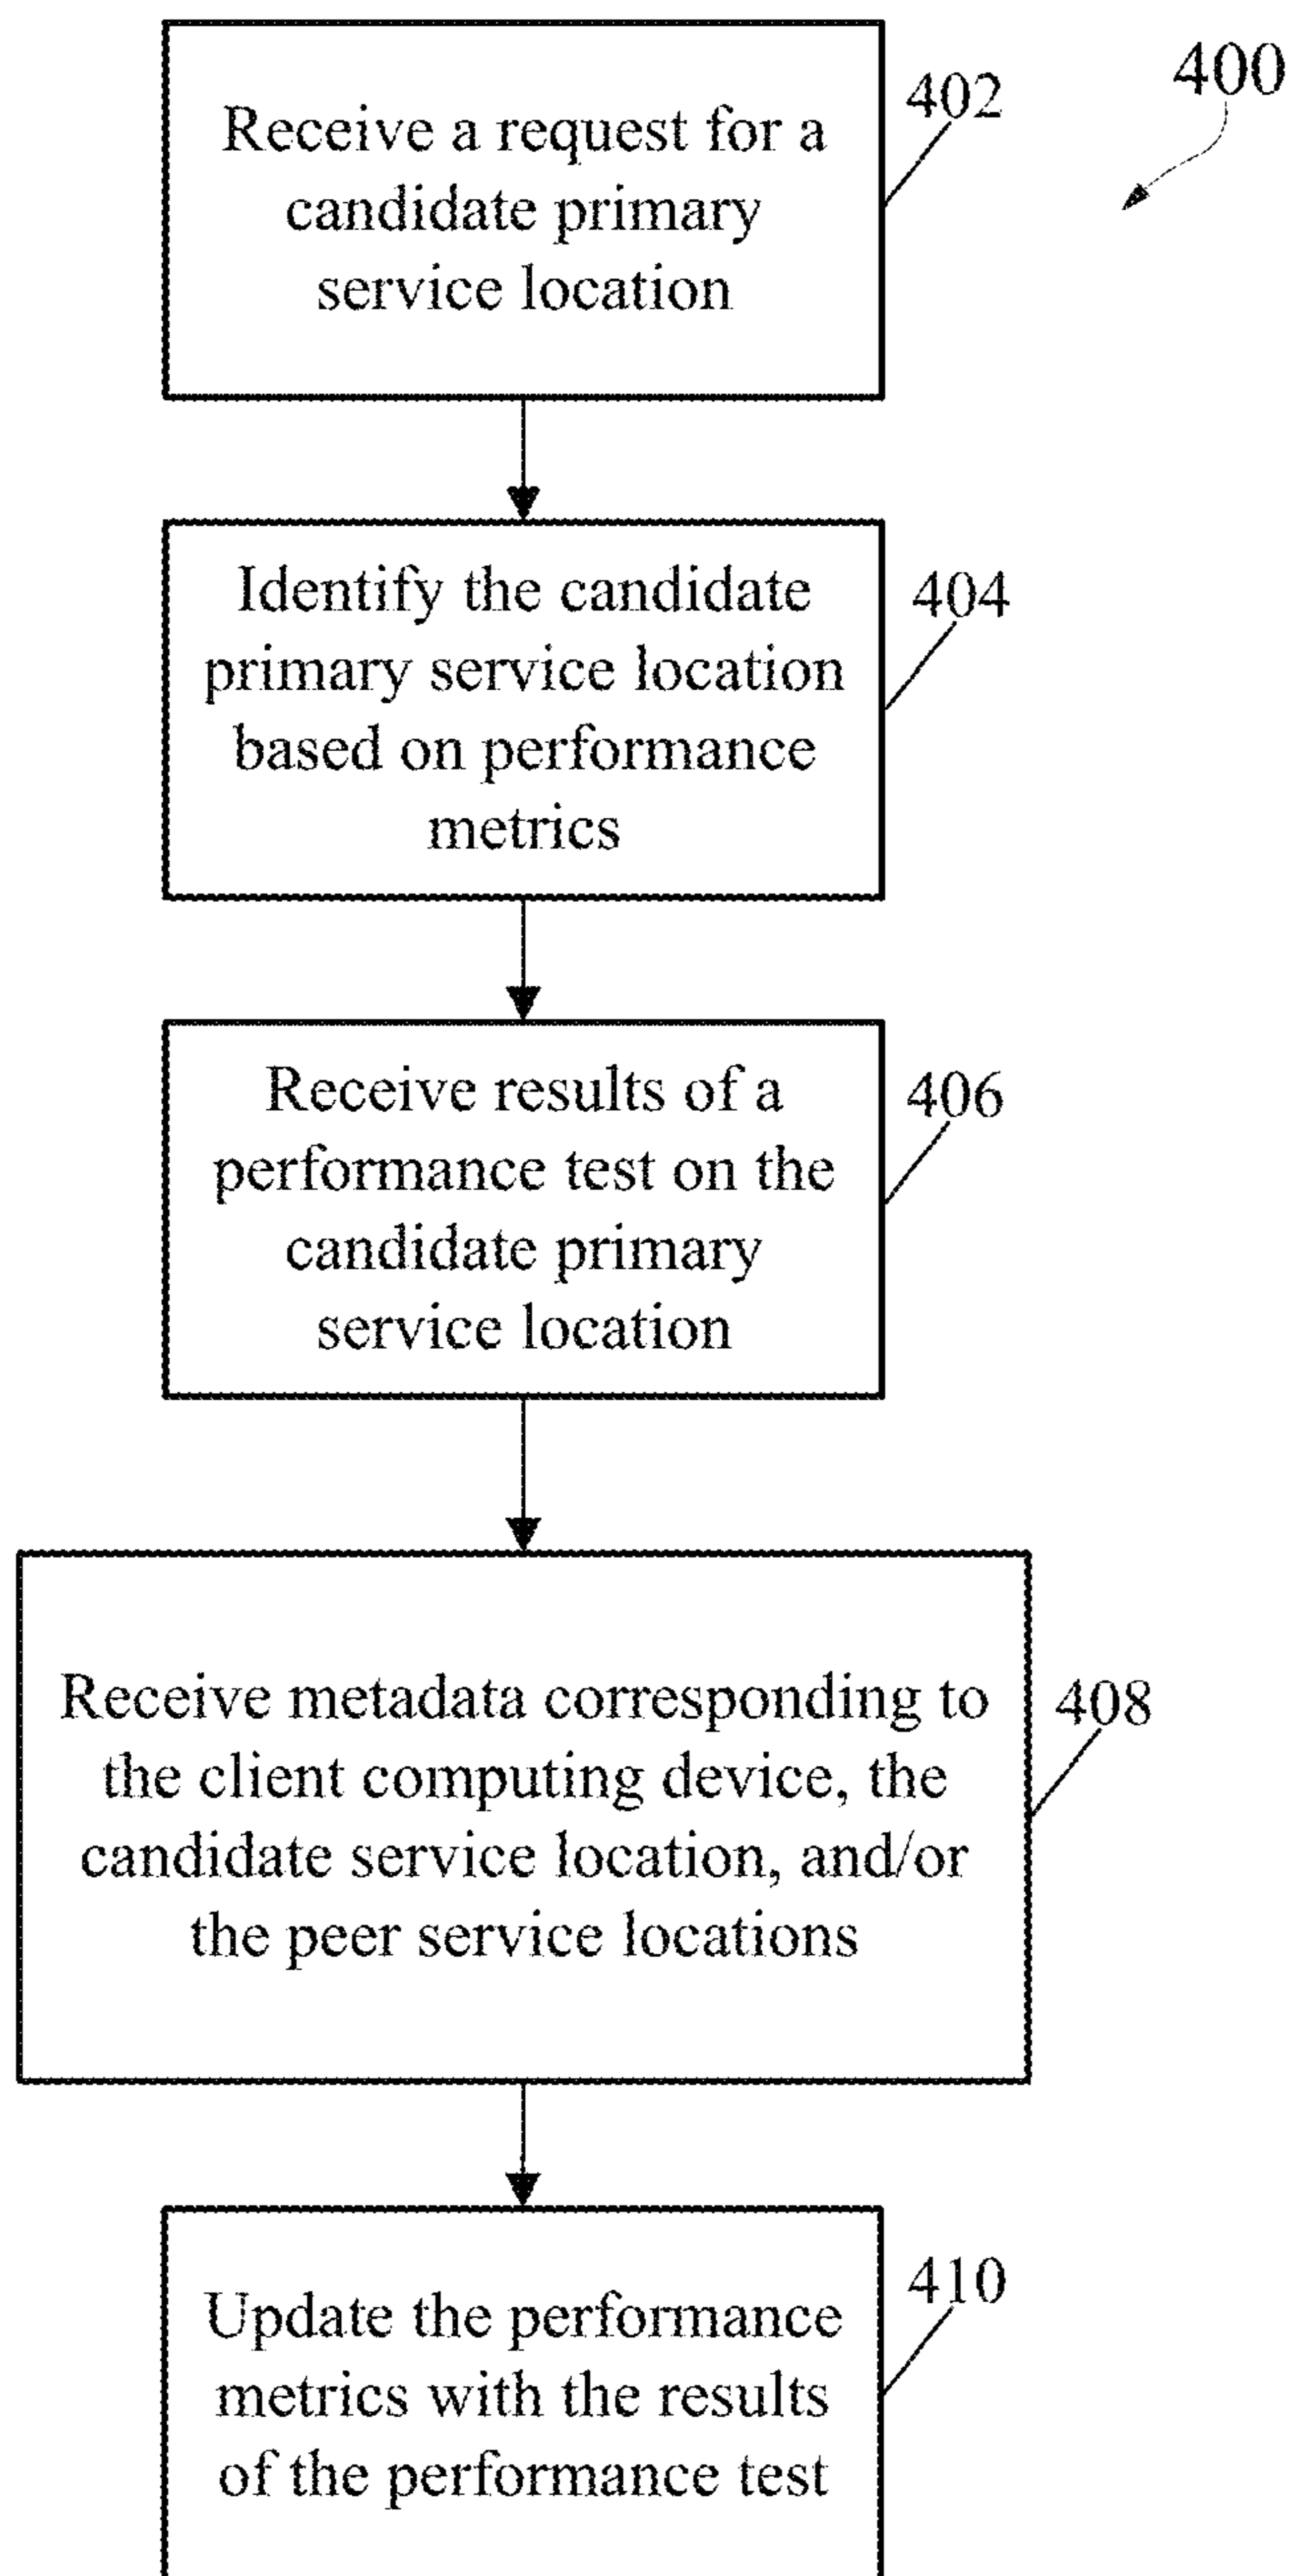 400
402
Receive a request for a
candidate primary
service location
404
Identify the candidate
primary service location
based on performance
metrics
406
Receive results of a
performance test on the
candidate primary
service location
408
Receive metadata corresponding to
the client computing device, the
candidate service location, and/or
the peer service locations
410
Update the performance
metrics with the results
of the performance test